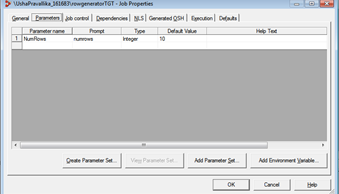 \UshaPravallika_161683\rowgeneratorTGT - Job Properties
General Parameters Job control Dependencies NLS Generated OSH Execution Defaults
Parameter name Prompt Type Default Value Help Text
1 NumRows numrows Integer 10
Create Parameter Set... View Parameter Set... Add Parameter Set... Add Environment Variable...
OK Cancel Help